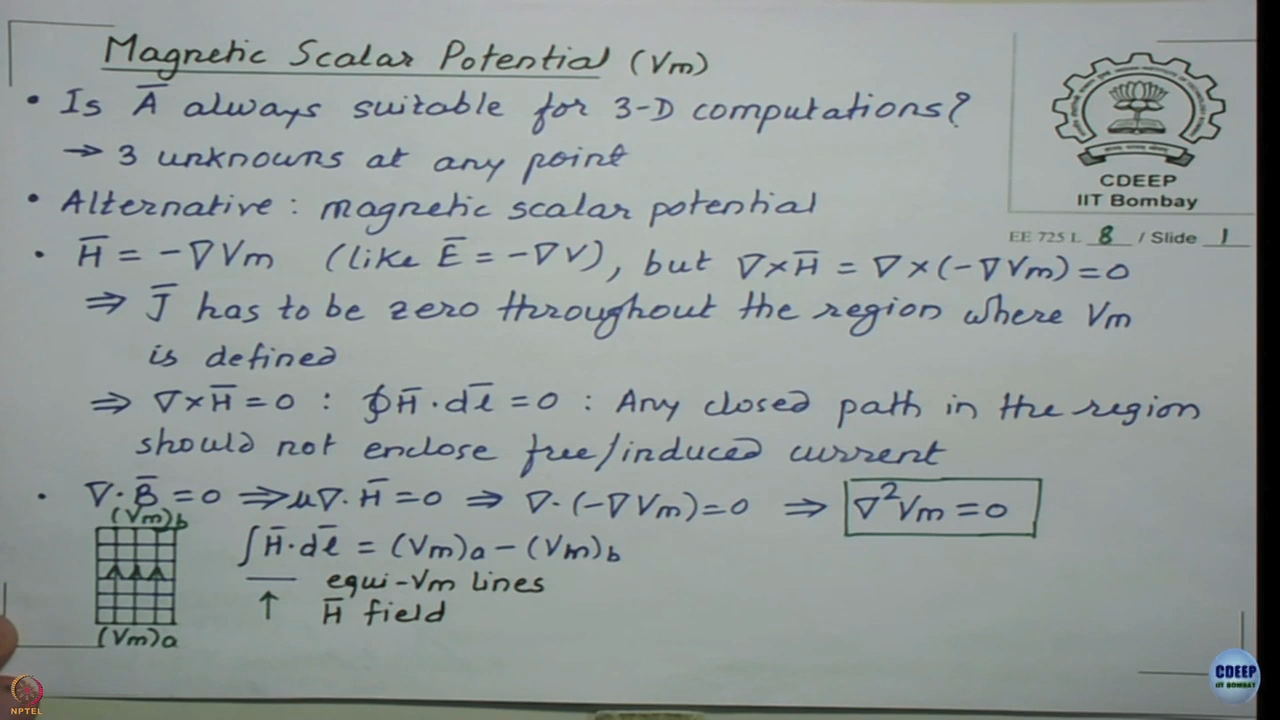 Magnetic Scalar Potential (Vm)
• Is A̅ always suitable for 3-D computations?
→ 3 unknowns at any point
• Alternative: magnetic scalar potential
• H̅ = -∇Vm (like E̅ = -∇V), but ∇×H̅ = ∇×(-∇Vm) = 0
⇒ J̅ has to be zero throughout the region where Vm
is defined
⇒ ∇×H̅ = 0 : ∮H̅·dl̅ = 0 : Any closed path in the region
should not enclose free/induced current
• ∇·B̅ = 0 ⇒ μ∇·H̅ = 0 ⇒ ∇·(-∇Vm) = 0 ⇒ ∇²Vm = 0
(Vm)b
∫H̅·dl̅ = (Vm)a - (Vm)b
equi-Vm lines
↑ H̅ field
(Vm)a
CDEEP
IIT Bombay
EE 725 L 8 / Slide 1
NPTEL
CDEEP
IIT BOMBAY